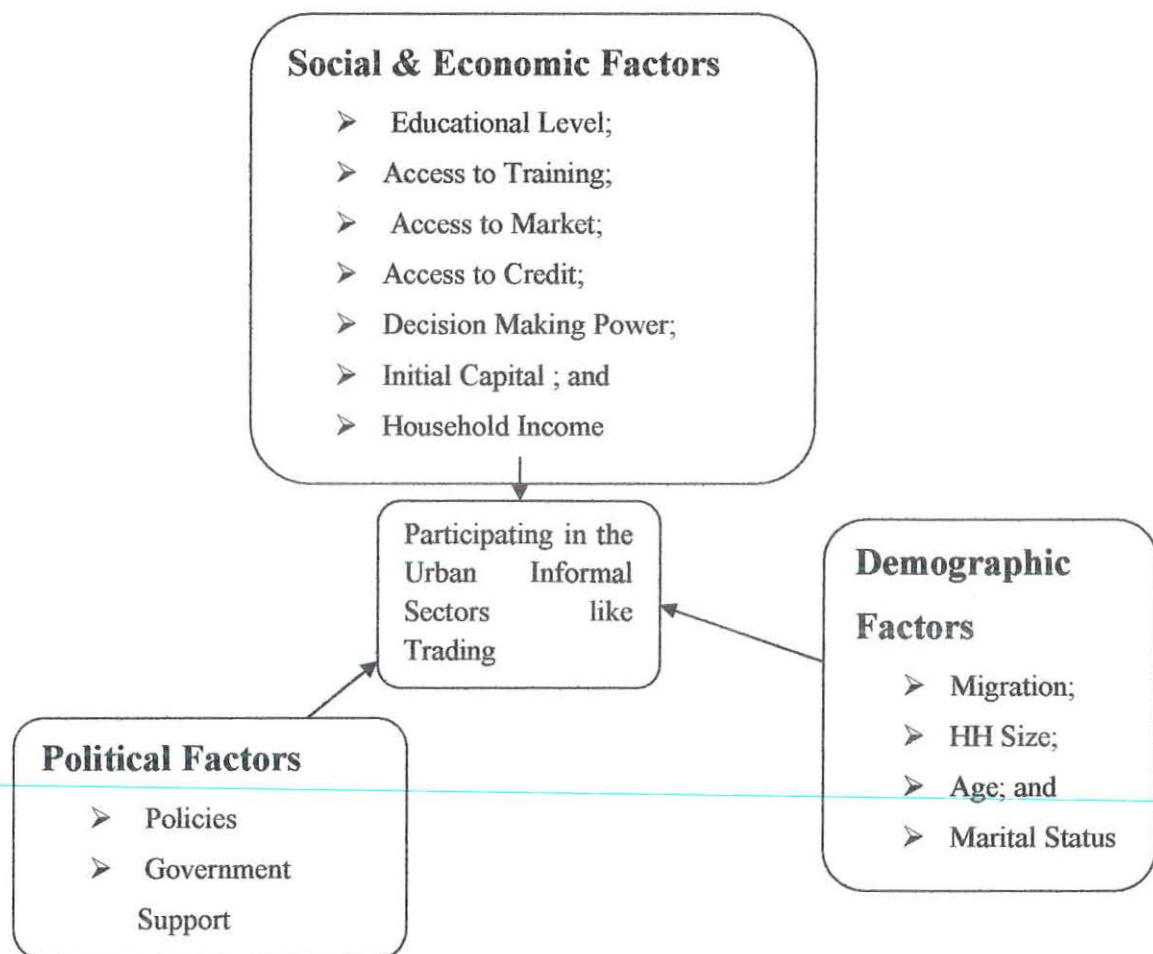 Social & Economic Factors
➢ Educational Level;
➢ Access to Training;
➢ Access to Market;
➢ Access to Credit;
➢ Decision Making Power;
➢ Initial Capital ; and
➢ Household Income
Participating in the
Urban Informal
Sectors like
Trading
Demographic
Factors
➢ Migration;
➢ HH Size;
➢ Age; and
➢ Marital Status
Political Factors
➢ Policies
➢ Government
Support